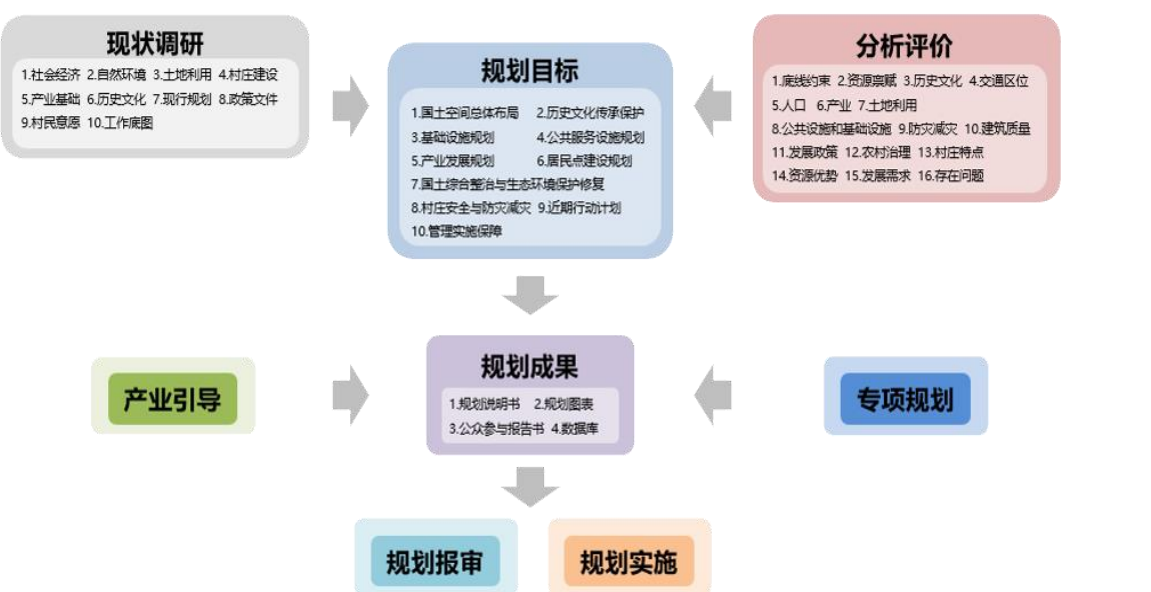 现状调研
1.社会经济 2.自然环境 3.土地利用 4.村庄建设
5.产业基础 6.历史文化 7.现行规划 8.政策文件
9.村民意愿 10.工作底图
规划目标
1.国土空间总体布局 2.历史文化传承保护
3.基础设施规划 4.公共服务设施规划
5.产业发展规划 6.居民点建设规划
7.国土综合整治与生态环境保护修复
8.村庄安全与防灾减灾 9.近期行动计划
10.管理实施保障
分析评价
1.底线约束 2.资源禀赋 3.历史文化 4.交通区位
5.人口 6.产业 7.土地利用
8.公共设施和基础设施 9.防灾减灾 10.建筑质量
11.发展政策 12.农村治理 13.村庄特点
14.资源优势 15.发展需求 16.存在问题
产业引导
规划成果
1.规划说明书 2.规划图表
3.公众参与报告书 4.数据库
专项规划
规划报审
规划实施